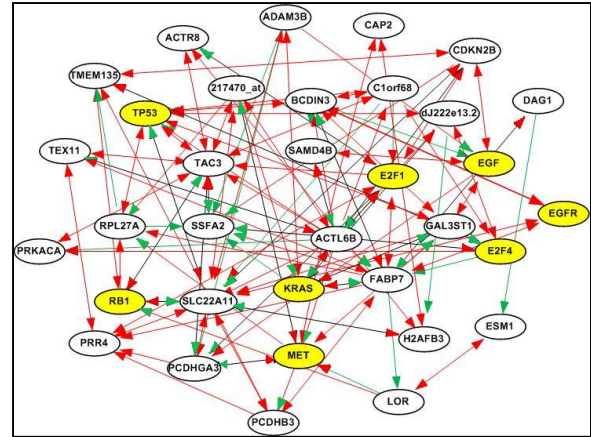 ADAM3B
CAP2
ACTR8
CDKN2B
TMEM135
217470_at
C1orf68
BCDIN3
DAG1
TP53
dJ222e13.2
TEX11
SAMD4B
TAC3
EGF
E2F1
EGFR
RPL27A
SSFA2
GAL3ST1
ACTL6B
PRKACA
E2F4
FABP7
KRAS
RB1
SLC22A11
ESM1
PRR4
H2AFB3
MET
PCDHGA3
LOR
PCDHB3